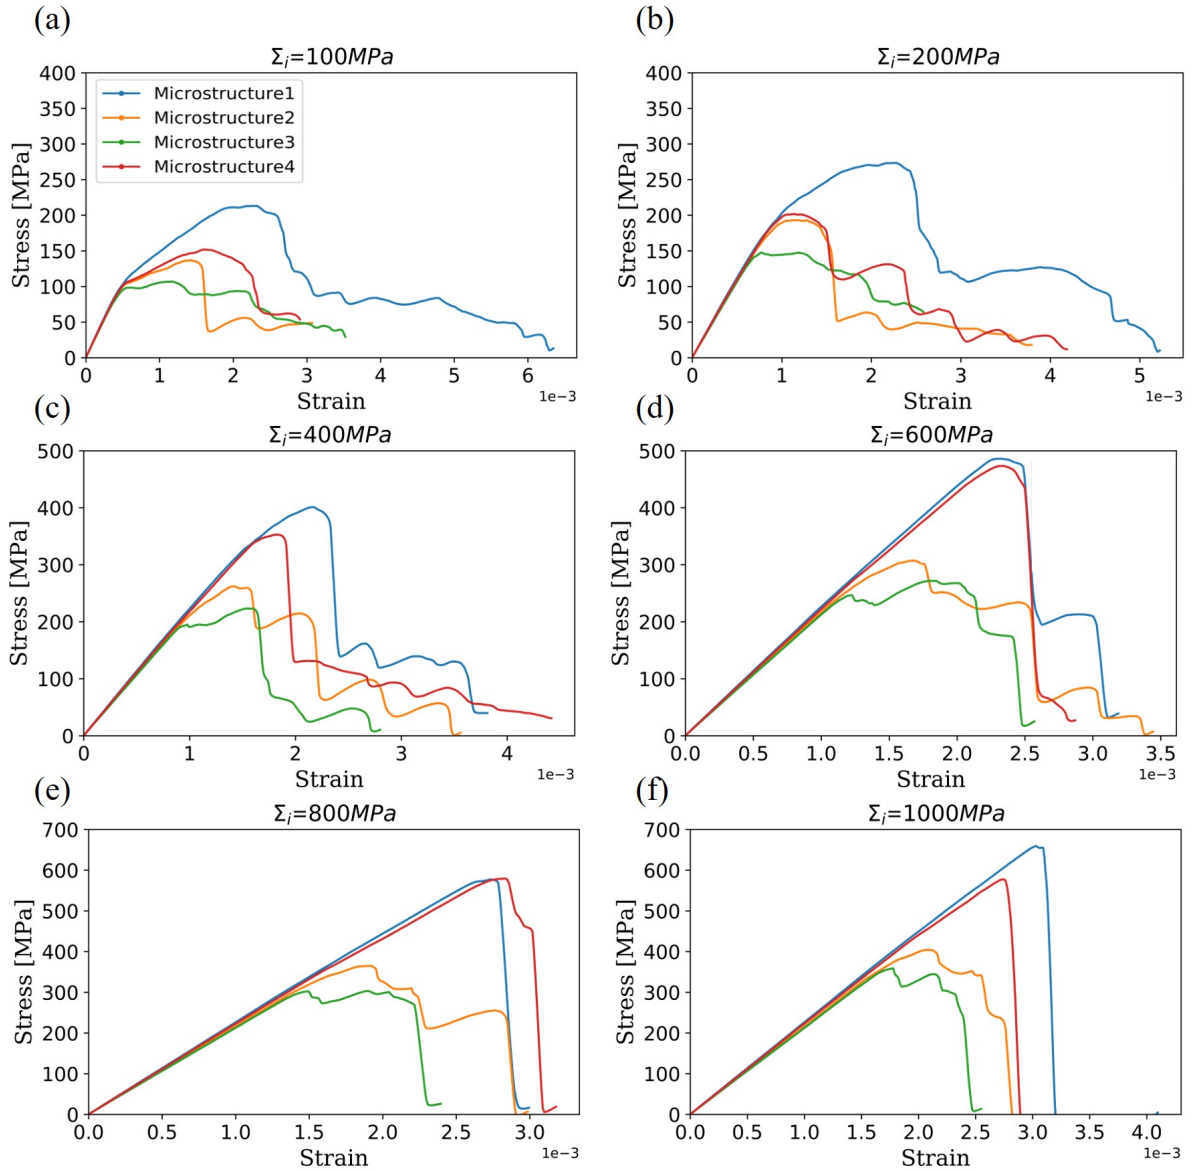 (a)
Σi=100MPa
400
350
300
250
200
150
100
50
0
Stress [MPa]
Microstructure1
Microstructure2
Microstructure3
Microstructure4
0 1 2 3 4 5 6
Strain
1e−3
(b)
Σi=200MPa
400
350
300
250
200
150
100
50
0
Stress [MPa]
0 1 2 3 4 5
Strain
1e−3
(c)
Σi=400MPa
500
400
300
200
100
0
Stress [MPa]
0 1 2 3 4
Strain
1e−3
(d)
Σi=600MPa
500
400
300
200
100
0
Stress [MPa]
0.0 0.5 1.0 1.5 2.0 2.5 3.0 3.5
Strain
1e−3
(e)
Σi=800MPa
700
600
500
400
300
200
100
0
Stress [MPa]
0.0 0.5 1.0 1.5 2.0 2.5 3.0
Strain
1e−3
(f)
Σi=1000MPa
700
600
500
400
300
200
100
0
Stress [MPa]
0.0 0.5 1.0 1.5 2.0 2.5 3.0 3.5 4.0
Strain
1e−3